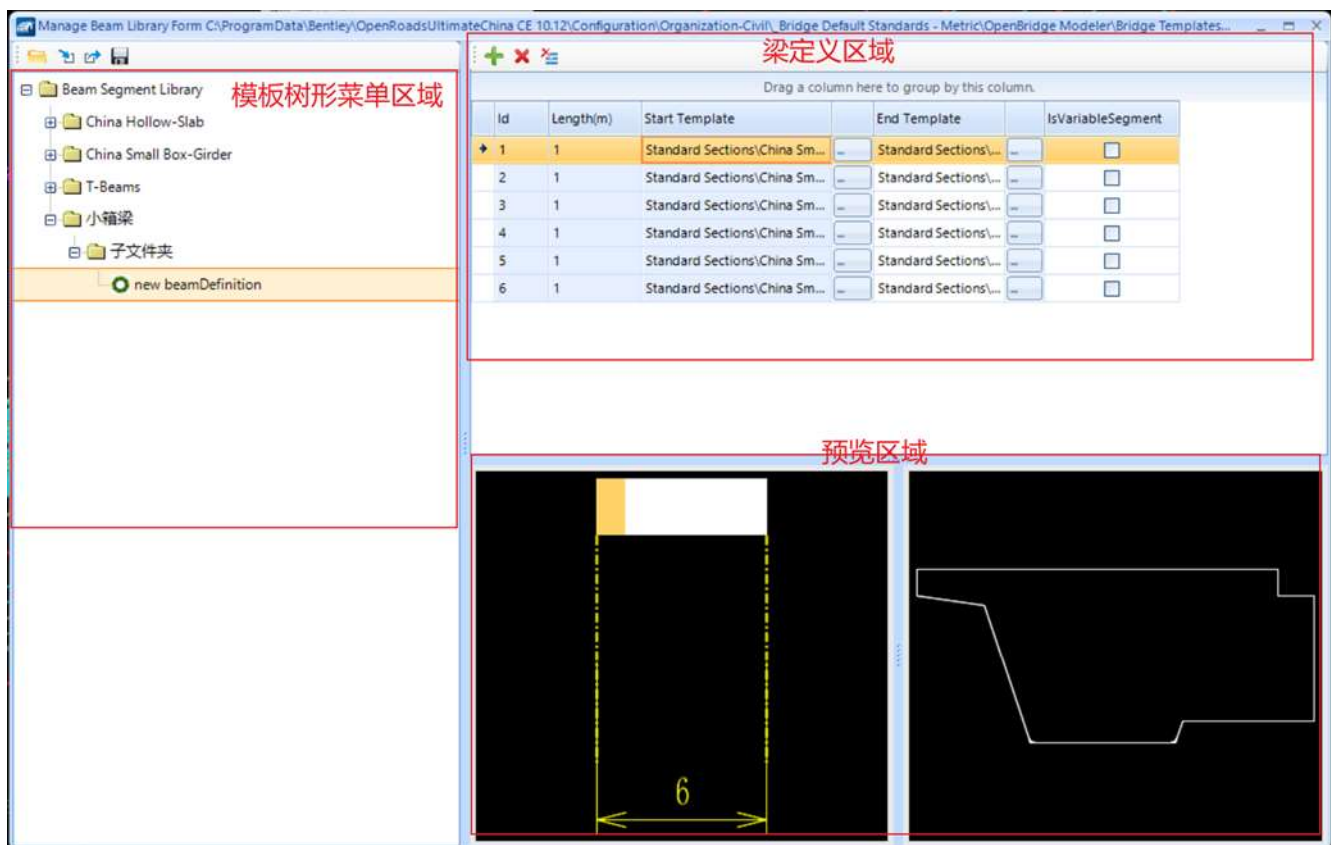 Manage Beam Library Form C:\ProgramData\Bentley\OpenRoadsUltimateChina CE 10.12\Configuration\Organization-Civil\_Bridge Default Standards - Metric\OpenBridge Modeler\Bridge Templates...
梁定义区域
模板树形菜单区域
Beam Segment Library
China Hollow-Slab
China Small Box-Girder
T-Beams
小箱梁
子文件夹
new beamDefinition
Drag a column here to group by this column.
Id Length(m) Start Template End Template IsVariableSegment
1 1 Standard Sections\China Sm... ... Standard Sections\... ...
2 1 Standard Sections\China Sm... ... Standard Sections\... ...
3 1 Standard Sections\China Sm... ... Standard Sections\... ...
4 1 Standard Sections\China Sm... ... Standard Sections\... ...
5 1 Standard Sections\China Sm... ... Standard Sections\... ...
6 1 Standard Sections\China Sm... ... Standard Sections\... ...
预览区域
6